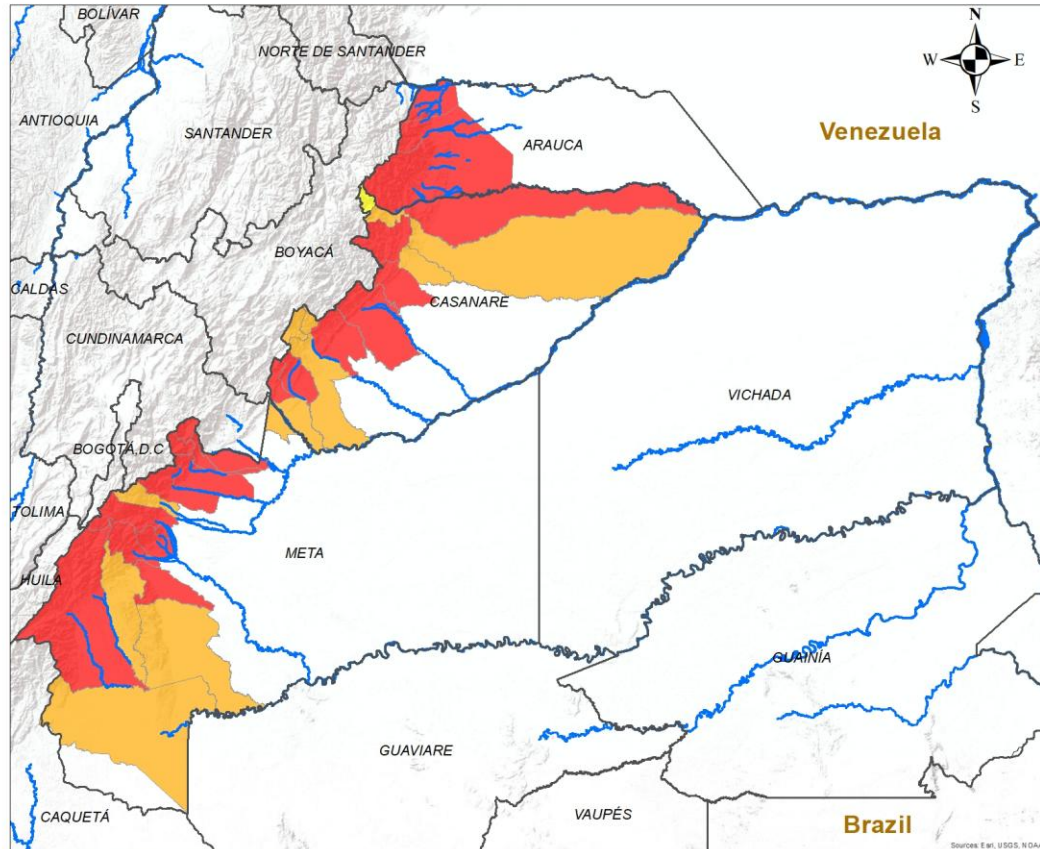 BOLÍVAR
NORTE DE SANTANDER
N
W E
S
ANTIOQUIA
SANTANDER
ARAUCA
Venezuela
BOYACÁ
CALDAS
CASANARE
CUNDINAMARCA
VICHADA
BOGOTÁ,D.C
TOLIMA
META
HUILA
GUAINÍA
GUAVIARE
CAQUETÁ
VAUPÉS
Brazil
Sources: Esri, USGS, NOAA